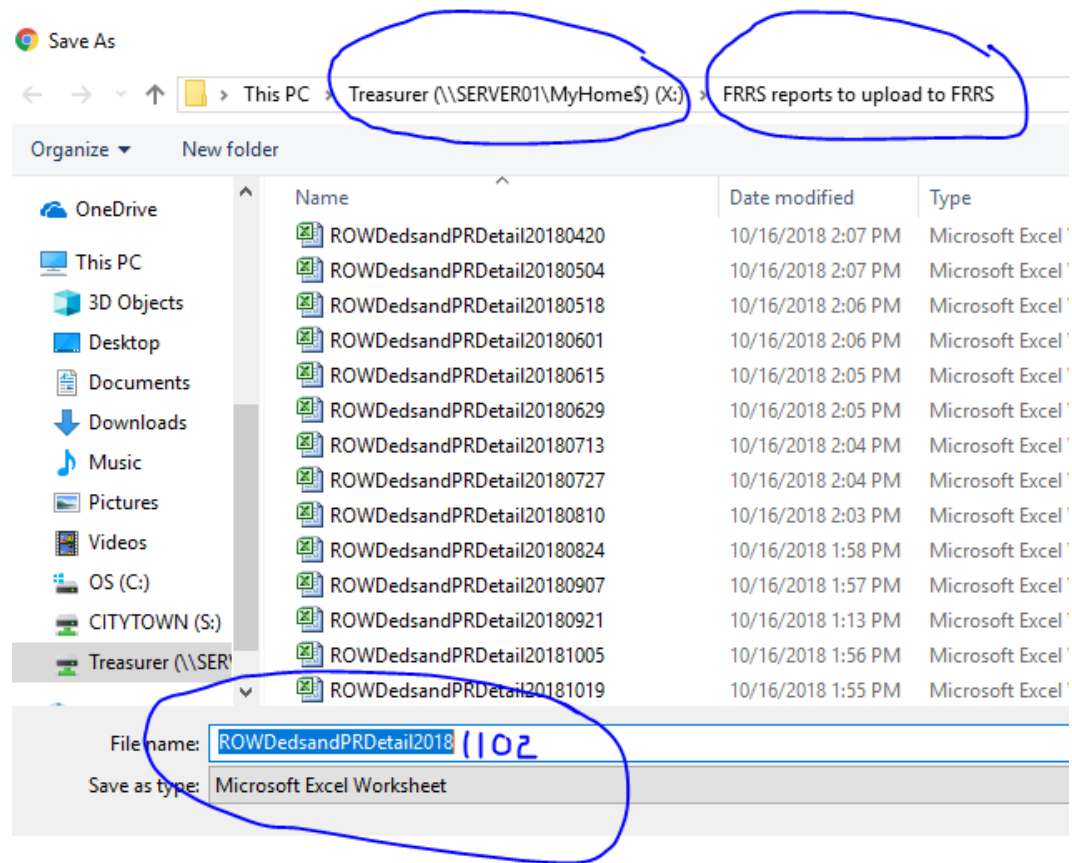 Save As
This PC > Treasurer (\\SERVER01\MyHome$) (X:) > FRRS reports to upload to FRRS
Organize New folder
OneDrive
This PC
3D Objects
Desktop
Documents
Downloads
Music
Pictures
Videos
OS (C:)
CITYTOWN (S:)
Treasurer (\\SER
Name Date modified Type
ROWDedsandPRDetail20180420 10/16/2018 2:07 PM Microsoft Excel
ROWDedsandPRDetail20180504 10/16/2018 2:07 PM Microsoft Excel
ROWDedsandPRDetail20180518 10/16/2018 2:06 PM Microsoft Excel
ROWDedsandPRDetail20180601 10/16/2018 2:06 PM Microsoft Excel
ROWDedsandPRDetail20180615 10/16/2018 2:05 PM Microsoft Excel
ROWDedsandPRDetail20180629 10/16/2018 2:05 PM Microsoft Excel
ROWDedsandPRDetail20180713 10/16/2018 2:04 PM Microsoft Excel
ROWDedsandPRDetail20180727 10/16/2018 2:04 PM Microsoft Excel
ROWDedsandPRDetail20180810 10/16/2018 2:03 PM Microsoft Excel
ROWDedsandPRDetail20180824 10/16/2018 1:58 PM Microsoft Excel
ROWDedsandPRDetail20180907 10/16/2018 1:57 PM Microsoft Excel
ROWDedsandPRDetail20180921 10/16/2018 1:13 PM Microsoft Excel
ROWDedsandPRDetail20181005 10/16/2018 1:56 PM Microsoft Excel
ROWDedsandPRDetail20181019 10/16/2018 1:55 PM Microsoft Excel
File name: ROWDedsandPRDetail2018 1102
Save as type: Microsoft Excel Worksheet